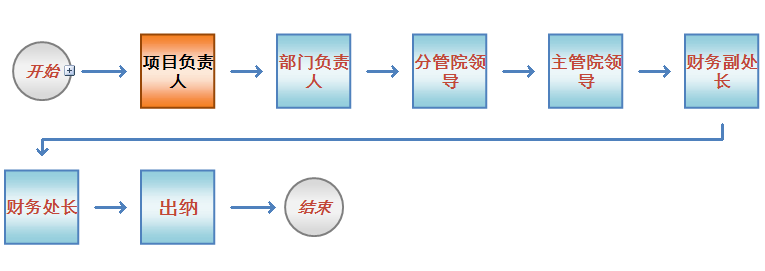 开始
项目负责
人
部门负责
人
分管院领
导
主管院领
导
财务副处
长
财务处长
出纳
结束